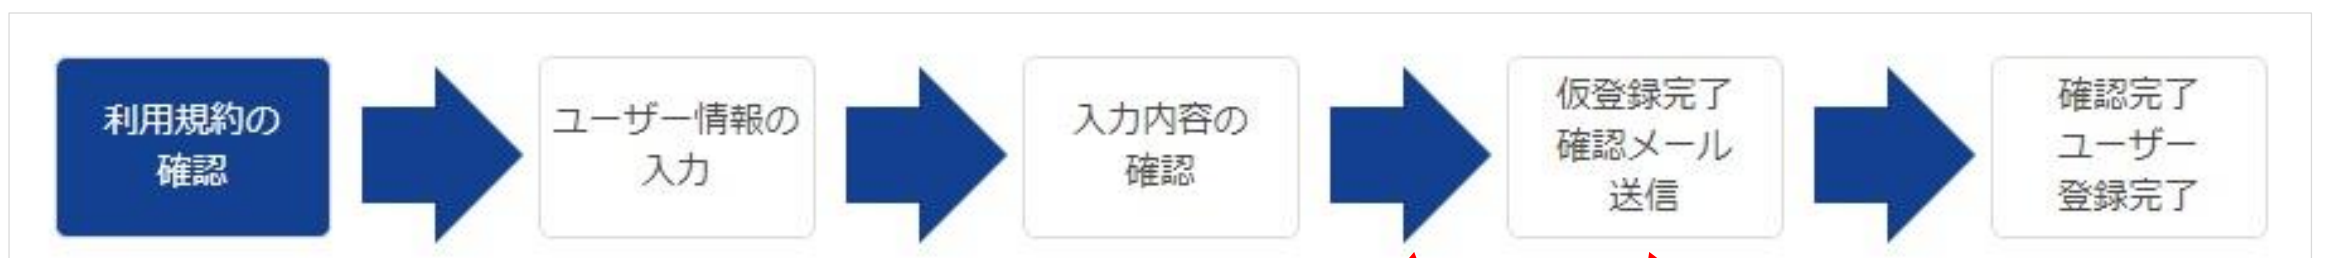 利用規約の
確認
ユーザー情報の
入力
入力内容の
確認
仮登録完了
確認メール
送信
確認完了
ユーザー
登録完了